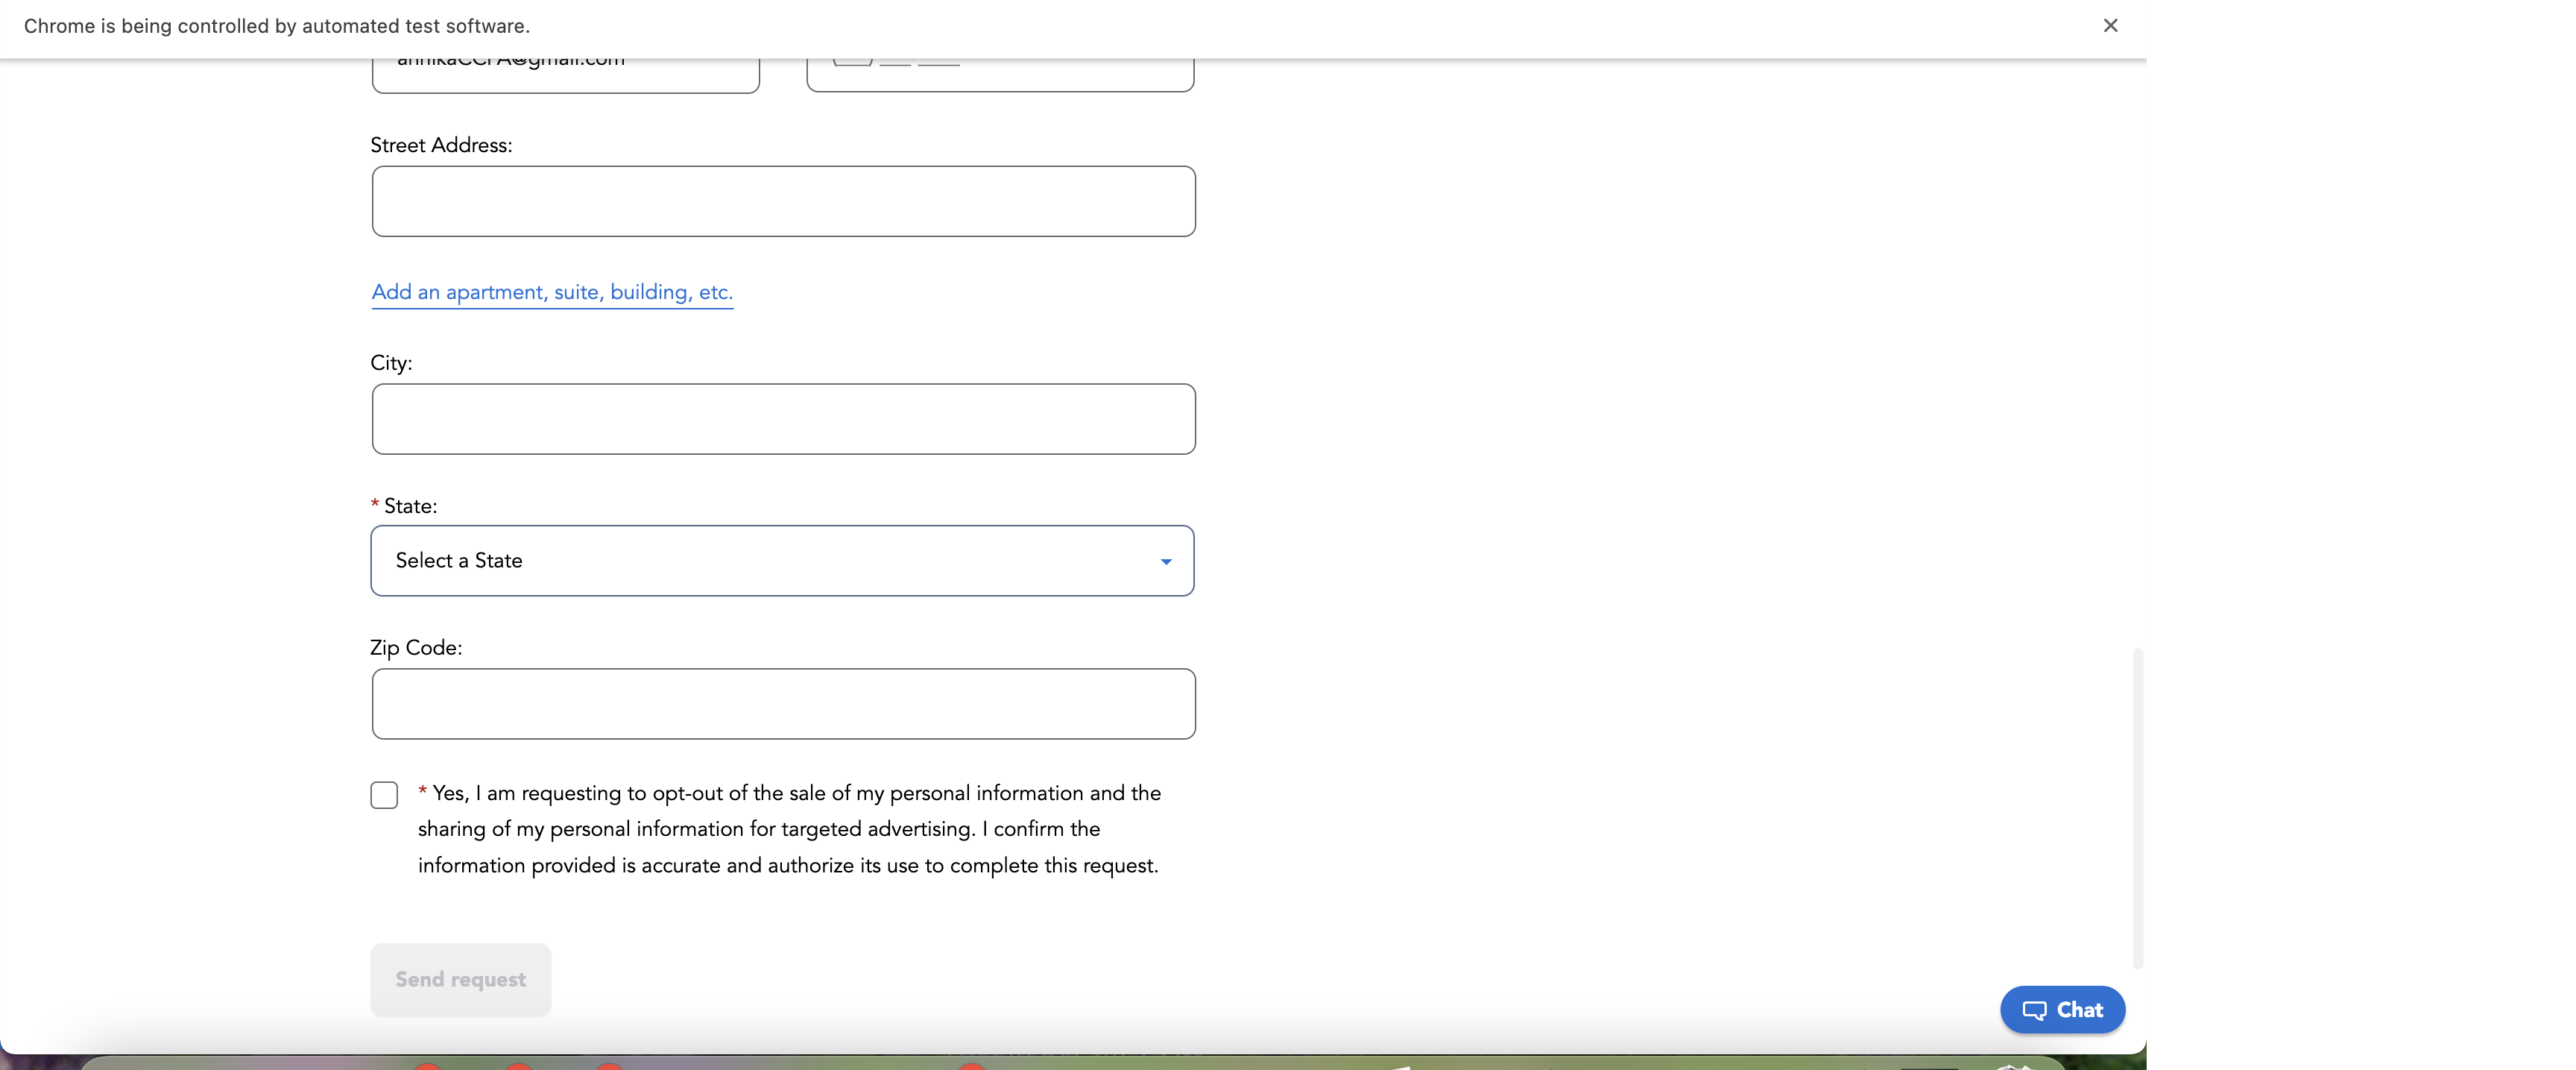 Chrome is being controlled by automated test software.
annikaCCPA@gmail.com
Street Address:
Add an apartment, suite, building, etc.
City:
* State:
Select a State
Zip Code:
* Yes, I am requesting to opt-out of the sale of my personal information and the
sharing of my personal information for targeted advertising. I confirm the
information provided is accurate and authorize its use to complete this request.
Send request
Chat